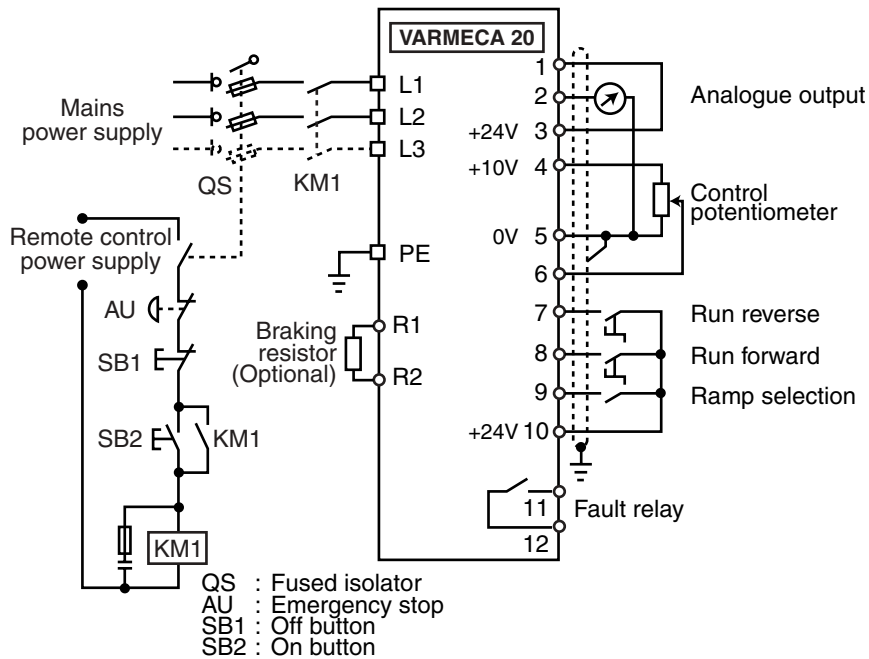 VARMECA 20
Mains
power supply
L1
L2
L3
QS
KM1
1
2
+24V 3
+10V 4
0V 5
6
Analogue output
Control
potentiometer
Remote control
power supply
PE
AU
SB1
SB2
KM1
KM1
Braking
resistor
(Optional)
R1
R2
7
8
9
+24V 10
Run reverse
Run forward
Ramp selection
11
12
Fault relay
QS : Fused isolator
AU : Emergency stop
SB1 : Off button
SB2 : On button